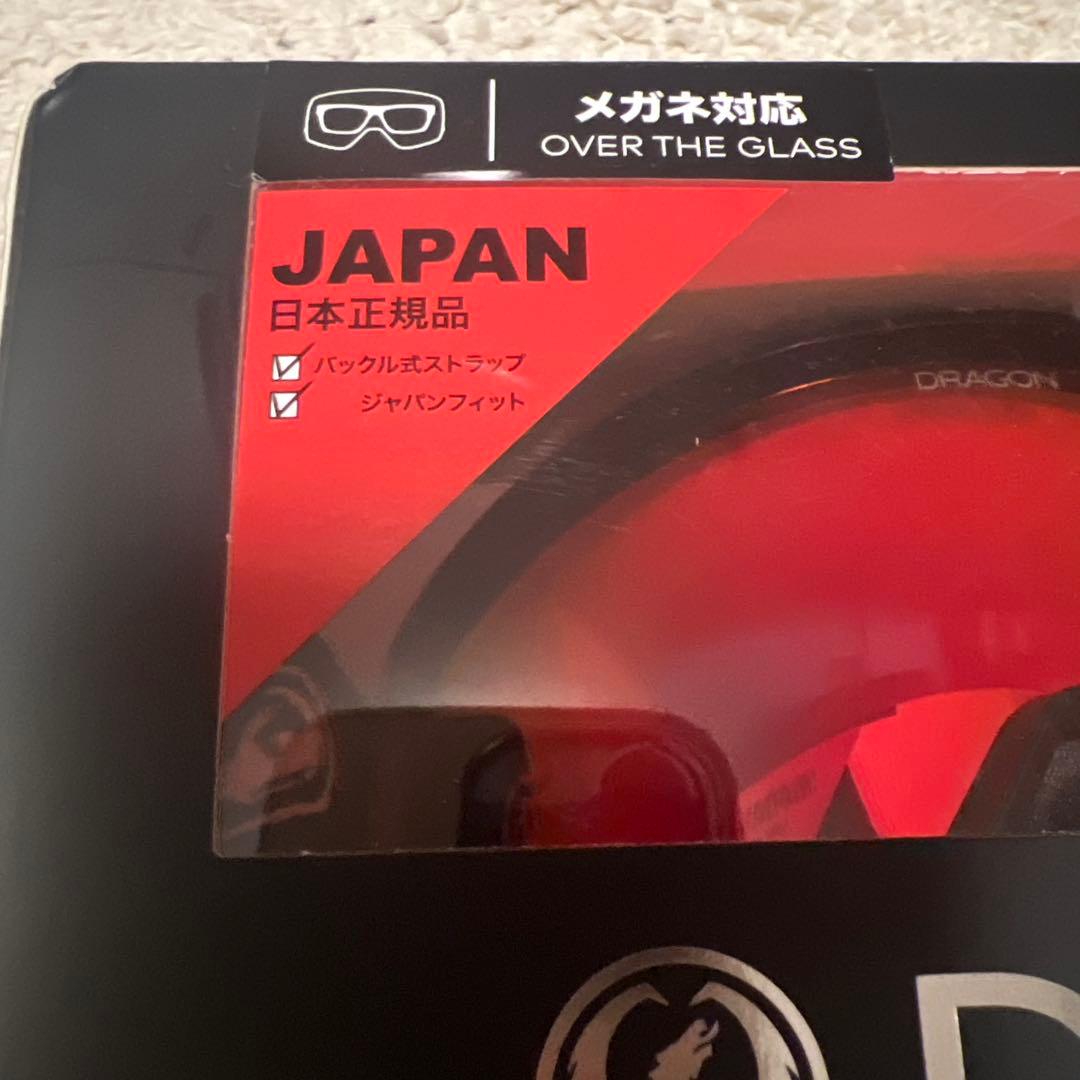 メガネ対応
OVER THE GLASS
JAPAN
日本正規品
バックル式ストラップ
ジャパンフィット
DRAGON
D